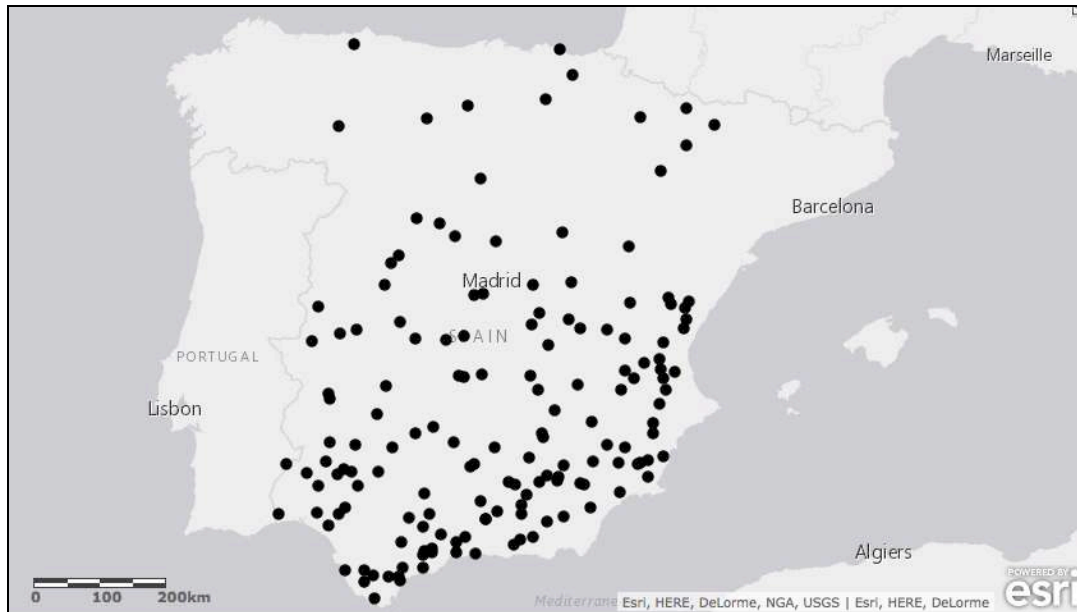 Marseille
Barcelona
Madrid
SPAIN
PORTUGAL
Lisbon
Algiers
0 100 200km
Esri, HERE, DeLorme, NGA, USGS | Esri, HERE, DeLorme
POWERED BY
esri